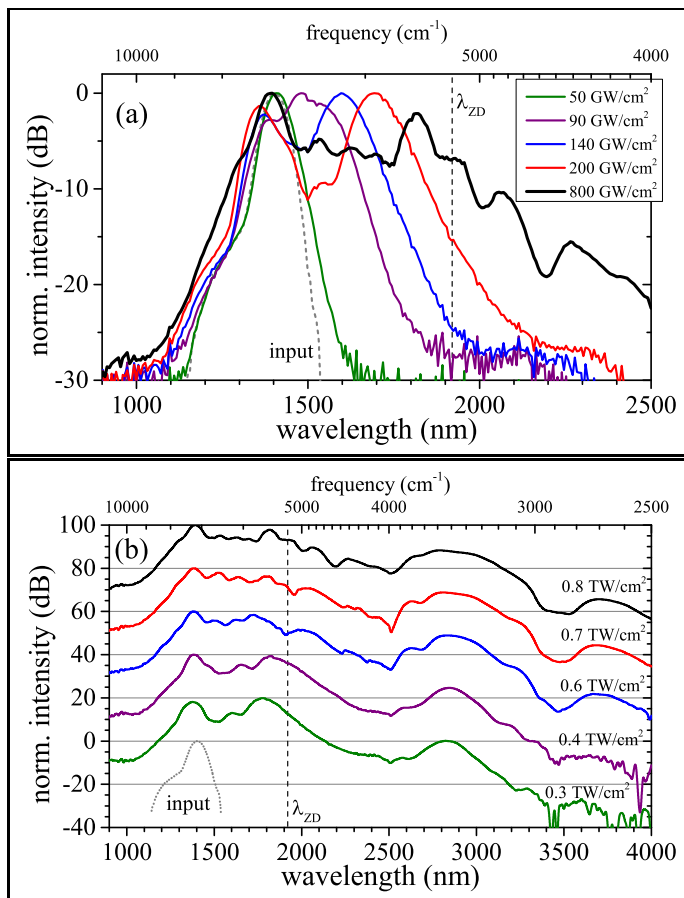 frequency (cm⁻¹)
10000 5000 4000
norm. intensity (dB)
0
-10
-20
-30
(a)
λZD
50 GW/cm²
90 GW/cm²
140 GW/cm²
200 GW/cm²
800 GW/cm²
input
1000 1500 2000 2500
wavelength (nm)
frequency (cm⁻¹)
10000 5000 4000 3000 2500
norm. intensity (dB)
100
80
60
40
20
0
-20
-40
(b)
0.8 TW/cm²
0.7 TW/cm²
0.6 TW/cm²
0.4 TW/cm²
0.3 TW/cm²
input
λZD
1000 1500 2000 2500 3000 3500 4000
wavelength (nm)